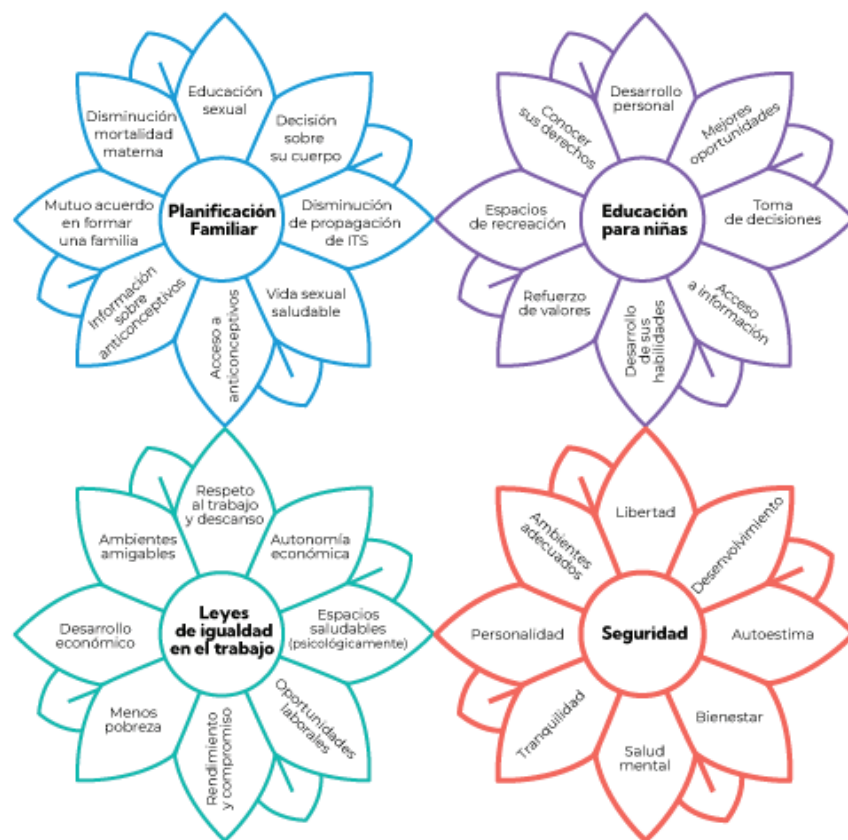 Educación
sexual
Decisión
sobre
su cuerpo
Disminución
de propagación
de ITS
Vida sexual
saludable
Acceso a
anticonceptivos
Información
sobre
anticonceptivos
Mutuo acuerdo
en formar
una familia
Disminución
mortalidad
materna
Planificación
Familiar
Desarrollo
personal
Mejores
oportunidades
Toma
de decisiones
Acceso
a información
Desarrollo
de sus
habilidades
Refuerzo
de valores
Espacios
de recreación
Conocer
sus derechos
Educación
para niñas
Respeto
al trabajo
y descanso
Autonomía
económica
Espacios
saludables
(psicológicamente)
Oportunidades
laborales
Rendimiento
y compromiso
Menos
pobreza
Desarrollo
económico
Ambientes
amigables
Leyes
de igualdad
en el trabajo
Libertad
Desenvolvimiento
Autoestima
Bienestar
Salud
mental
Tranquilidad
Personalidad
Ambientes
adecuados
Seguridad